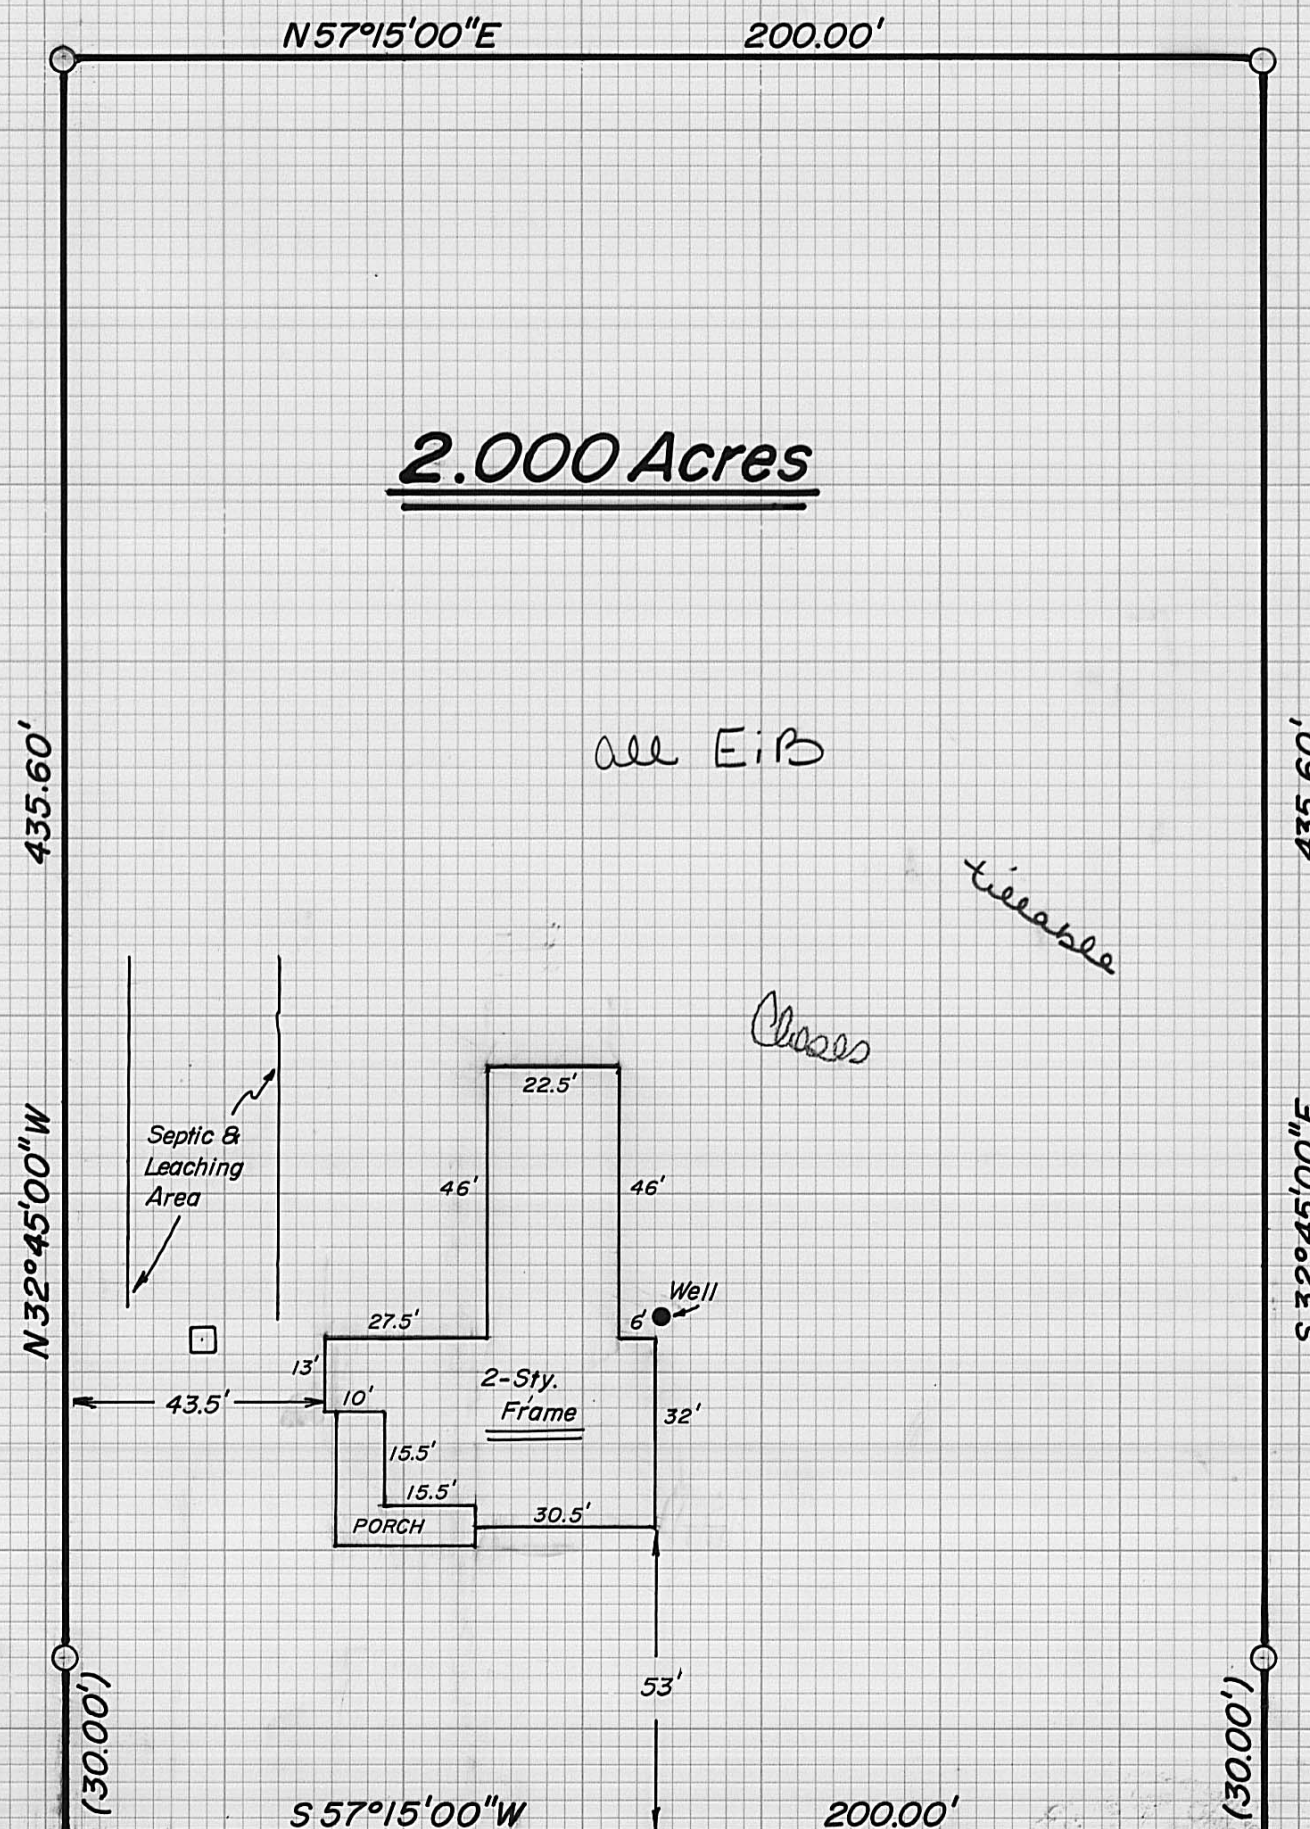 N57°15'00"E 200.00'
2.000 Acres
435.60'
435.60'
all EiB
tillable
Closes
22.5'
Septic &
Leaching
Area
46'
46'
N32°45'00"W
S32°45'00"E
Well
6'
27.5'
13'
2-Sty.
Frame
43.5'
10'
32'
15.5'
15.5'
30.5'
PORCH
53'
(30.00')
(30.00')
S57°15'00"W 200.00'